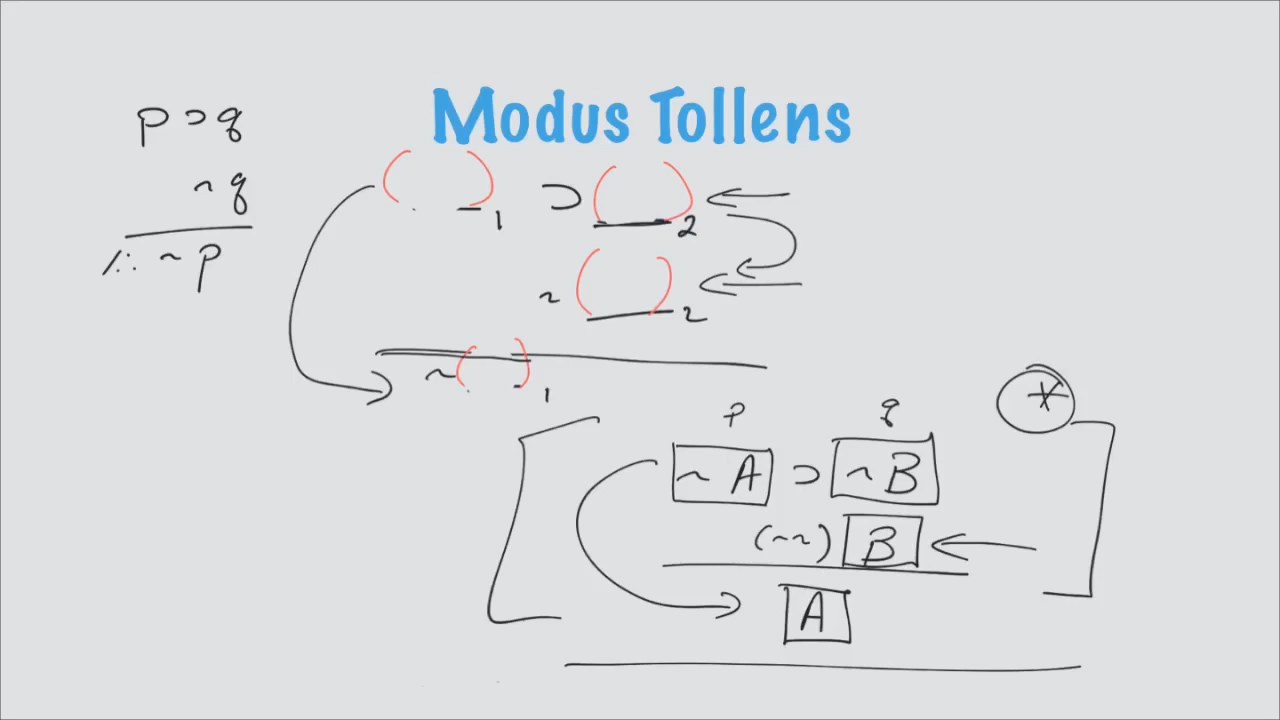 Modus Tollens
p ⊃ q
~ q
/∴ ~ p
( )₁ ⊃ ( )₂
~ ( )₂
~ ( )₁
*
p q
~ A ⊃ ~ B
(~~) B
A